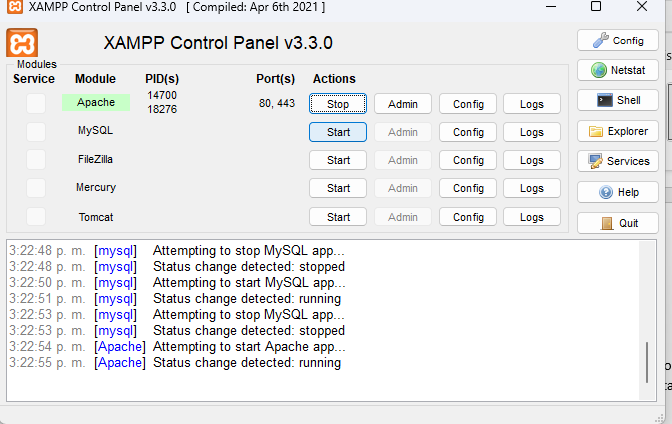 XAMPP Control Panel v3.3.0 [ Compiled: Apr 6th 2021 ]
XAMPP Control Panel v3.3.0
Config
Modules
Service Module PID(s) Port(s) Actions
Netstat
Apache 14700 18276 80, 443 Stop Admin Config Logs
Shell
MySQL Start Admin Config Logs
Explorer
FileZilla Start Admin Config Logs
Services
Mercury Start Admin Config Logs
Help
Tomcat Start Admin Config Logs
Quit
3:22:48 p. m. [mysql] Attempting to stop MySQL app...
3:22:48 p. m. [mysql] Status change detected: stopped
3:22:50 p. m. [mysql] Attempting to start MySQL app...
3:22:51 p. m. [mysql] Status change detected: running
3:22:53 p. m. [mysql] Attempting to stop MySQL app...
3:22:53 p. m. [mysql] Status change detected: stopped
3:22:54 p. m. [Apache] Attempting to start Apache app...
3:22:55 p. m. [Apache] Status change detected: running